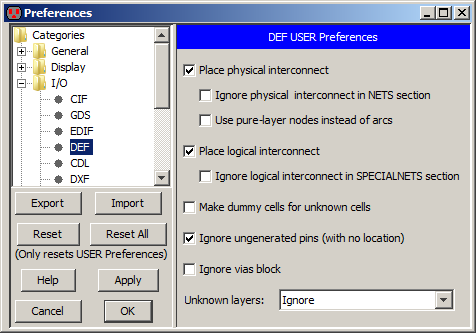 Preferences
Categories
General
Display
I/O
CIF
GDS
EDIF
DEF
CDL
DXF
Export Import
Reset Reset All
(Only resets USER Preferences)
Help Apply
Cancel OK
DEF USER Preferences
Place physical interconnect
Ignore physical interconnect in NETS section
Use pure-layer nodes instead of arcs
Place logical interconnect
Ignore logical interconnect in SPECIALNETS section
Make dummy cells for unknown cells
Ignore ungenerated pins (with no location)
Ignore vias block
Unknown layers: Ignore